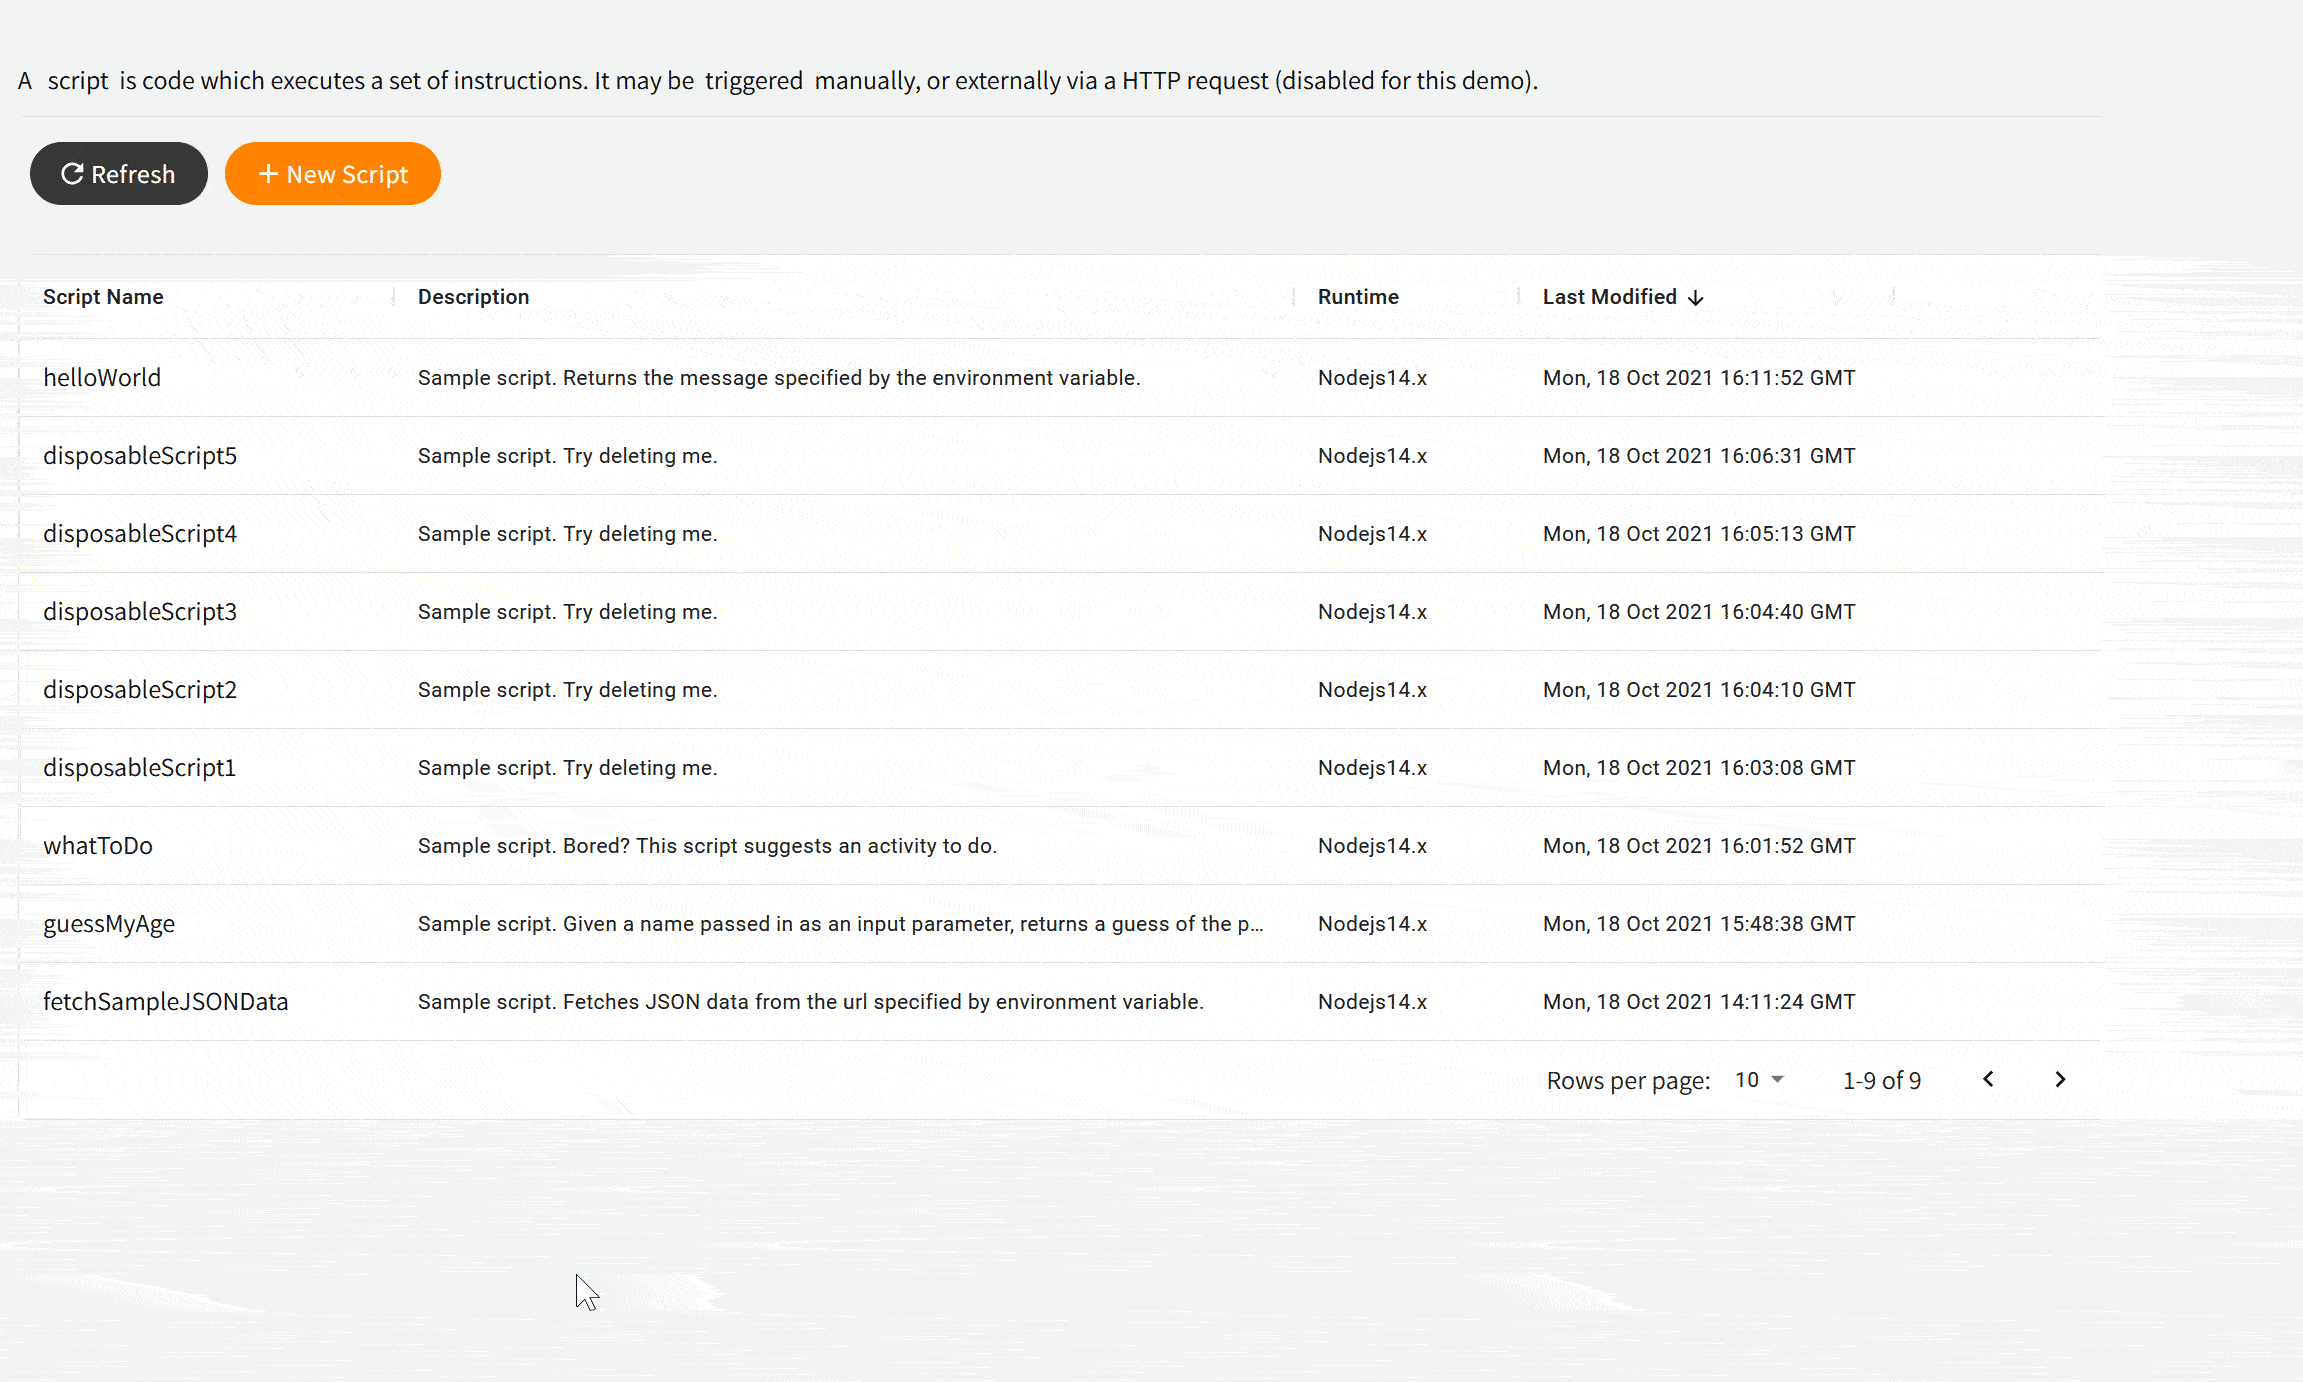 A script is code which executes a set of instructions. It may be triggered manually, or externally via a HTTP request (disabled for this demo).
Refresh + New Script
Script Name Description Runtime Last Modified
helloWorld Sample script. Returns the message specified by the environment variable. Nodejs14.x Mon, 18 Oct 2021 16:11:52 GMT
disposableScript5 Sample script. Try deleting me. Nodejs14.x Mon, 18 Oct 2021 16:06:31 GMT
disposableScript4 Sample script. Try deleting me. Nodejs14.x Mon, 18 Oct 2021 16:05:13 GMT
disposableScript3 Sample script. Try deleting me. Nodejs14.x Mon, 18 Oct 2021 16:04:40 GMT
disposableScript2 Sample script. Try deleting me. Nodejs14.x Mon, 18 Oct 2021 16:04:10 GMT
disposableScript1 Sample script. Try deleting me. Nodejs14.x Mon, 18 Oct 2021 16:03:08 GMT
whatToDo Sample script. Bored? This script suggests an activity to do. Nodejs14.x Mon, 18 Oct 2021 16:01:52 GMT
guessMyAge Sample script. Given a name passed in as an input parameter, returns a guess of the p... Nodejs14.x Mon, 18 Oct 2021 15:48:38 GMT
fetchSampleJSONData Sample script. Fetches JSON data from the url specified by environment variable. Nodejs14.x Mon, 18 Oct 2021 14:11:24 GMT
Rows per page: 10 1-9 of 9